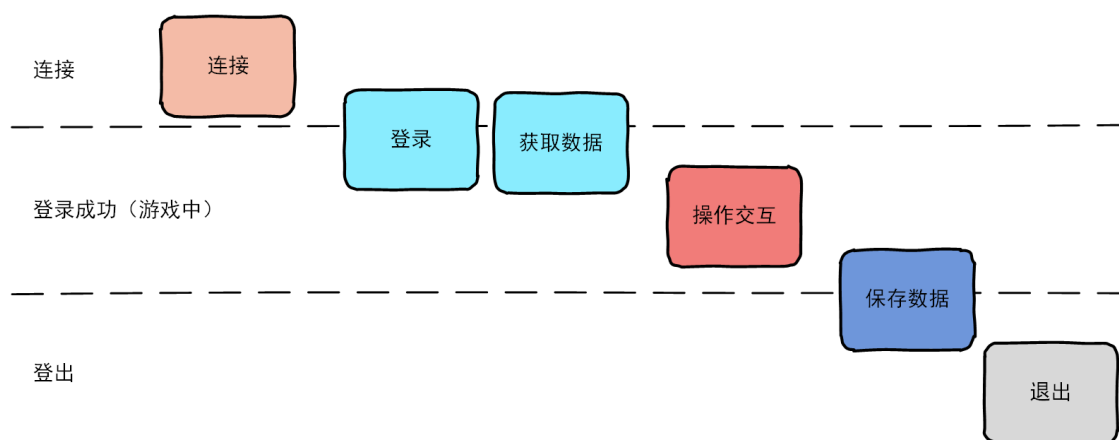 连接
连接
登录
获取数据
登录成功（游戏中）
操作交互
保存数据
登出
退出